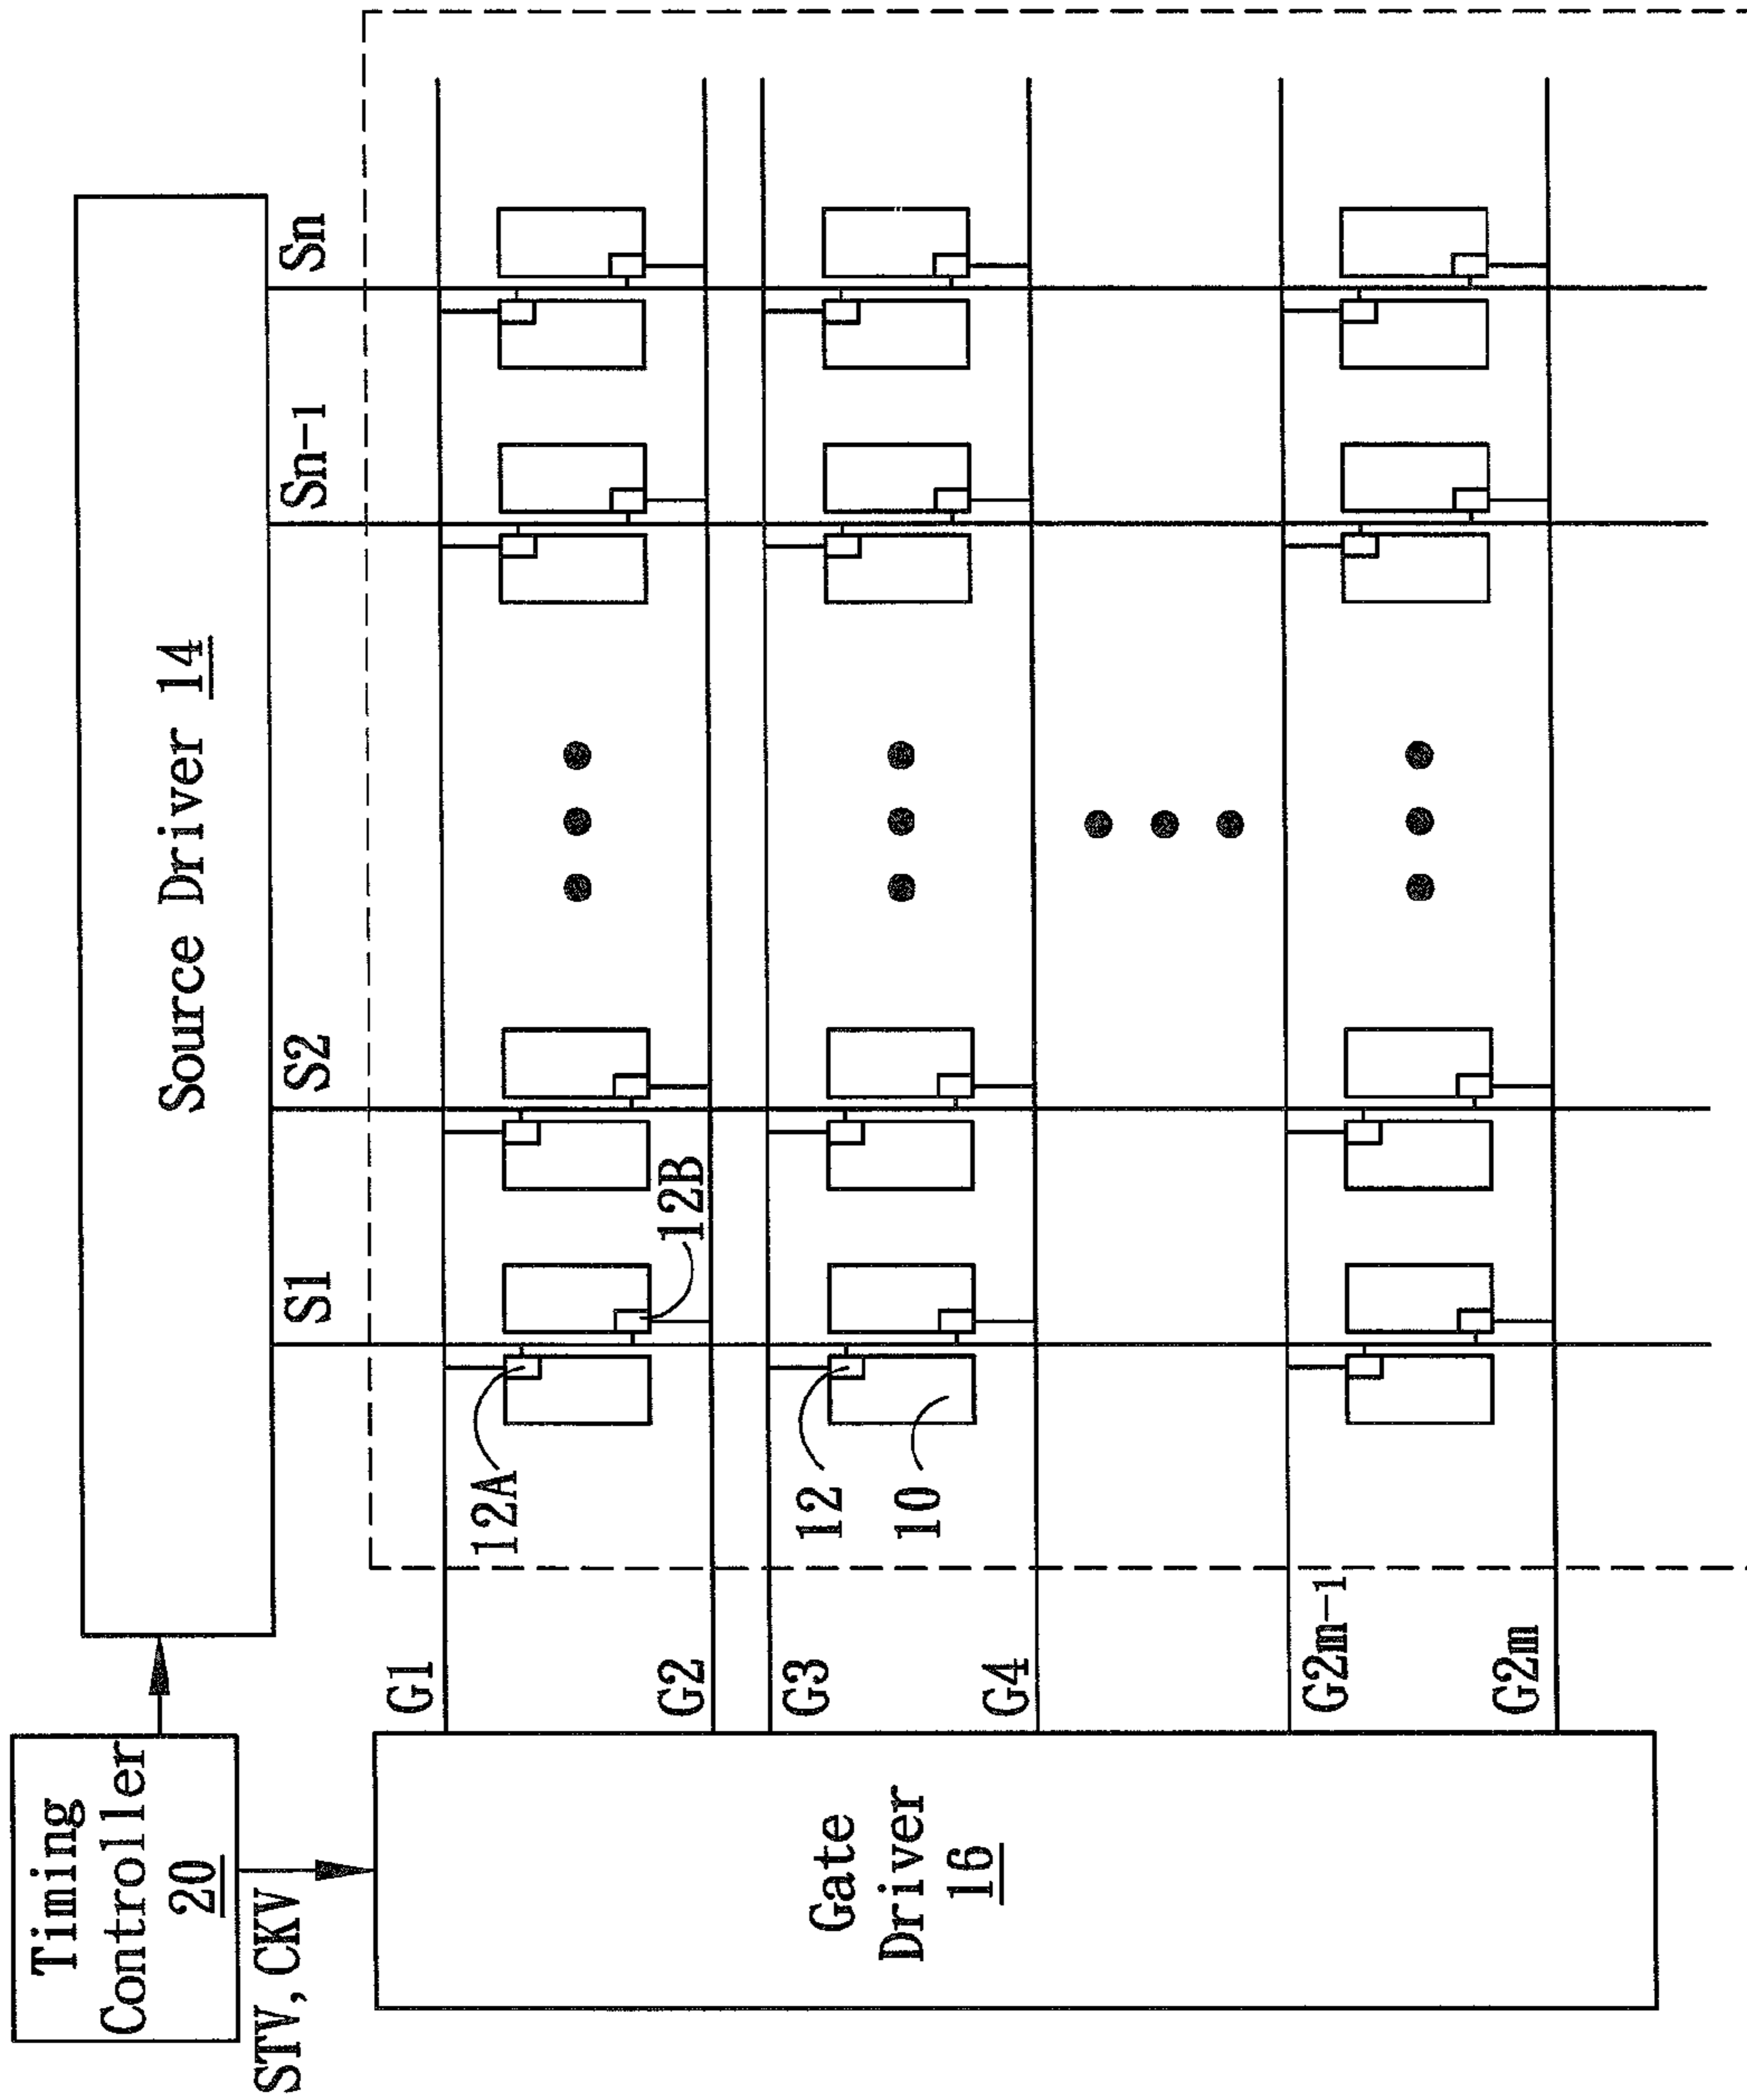 Timing
Controller
20
Source Driver 14
STV, CKV
S1
S2
Sn-1
Sn
G1
G2
G3
G4
G2m-1
G2m
12A
12B
12
10
Gate
Driver
16